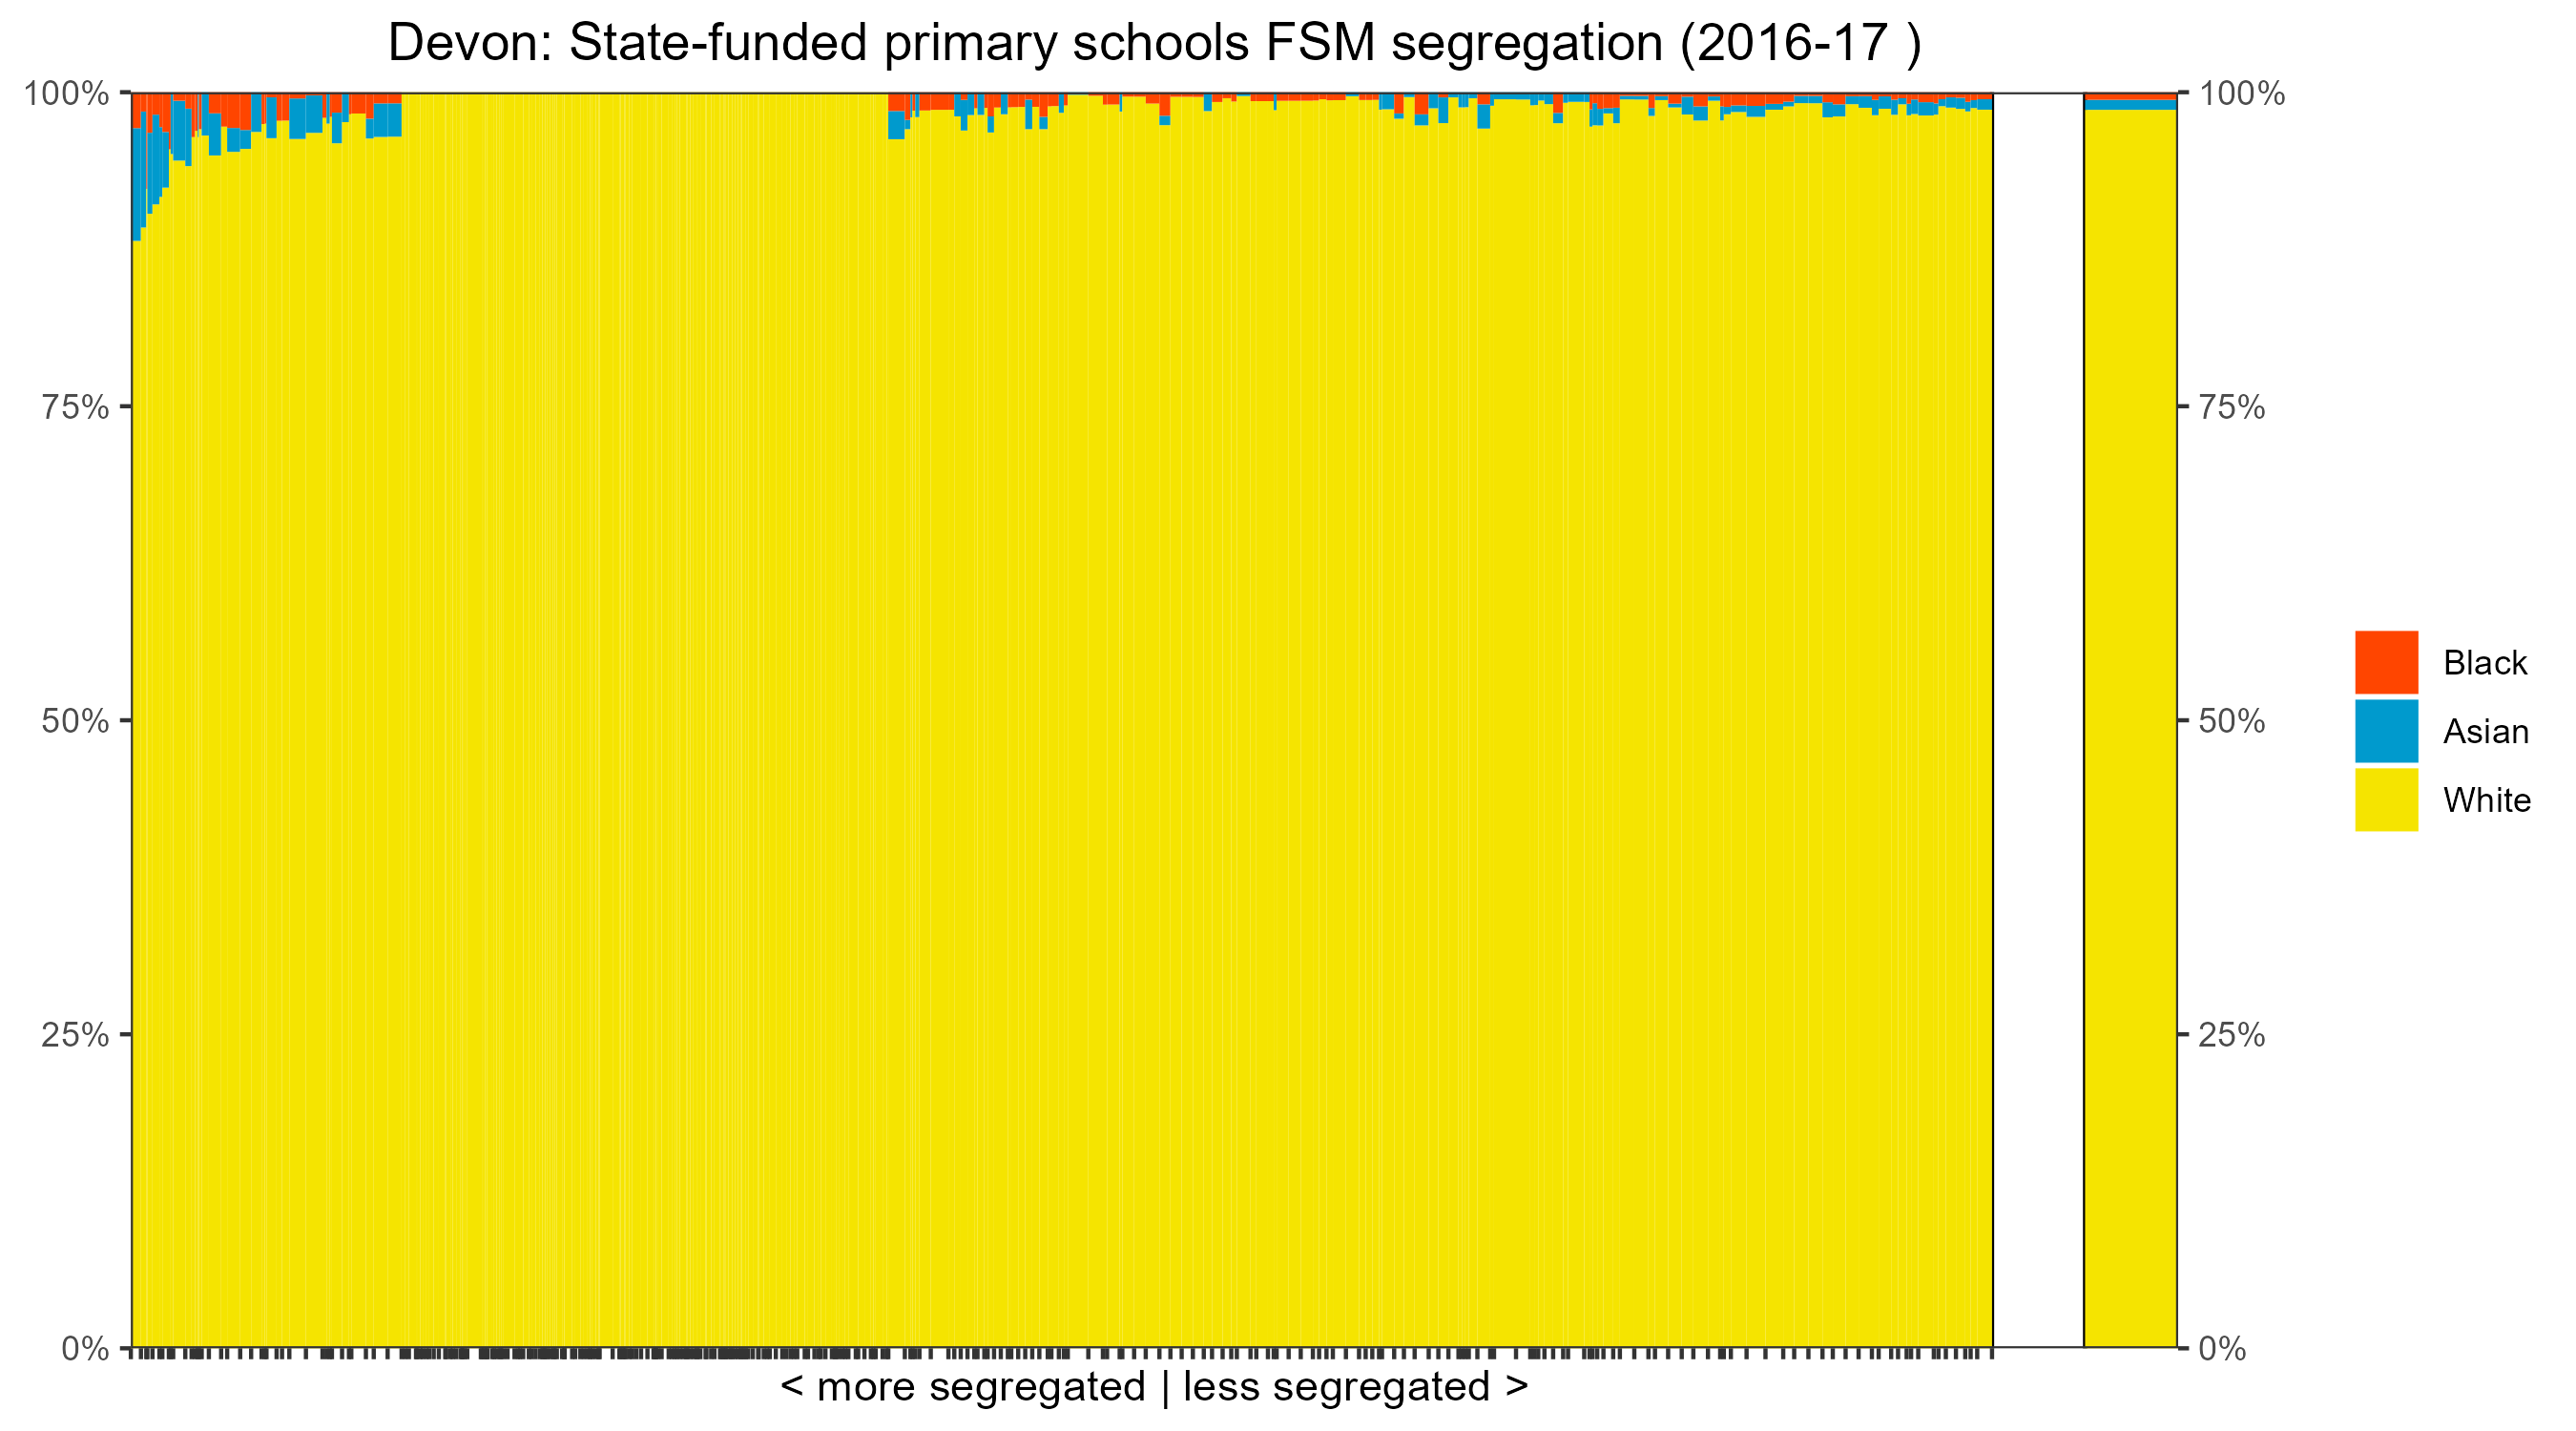 Devon: State-funded primary schools FSM segregation (2016-17 )
100%
75%
50%
25%
0%
100%
75%
50%
25%
0%
< more segregated | less segregated >
Black
Asian
White